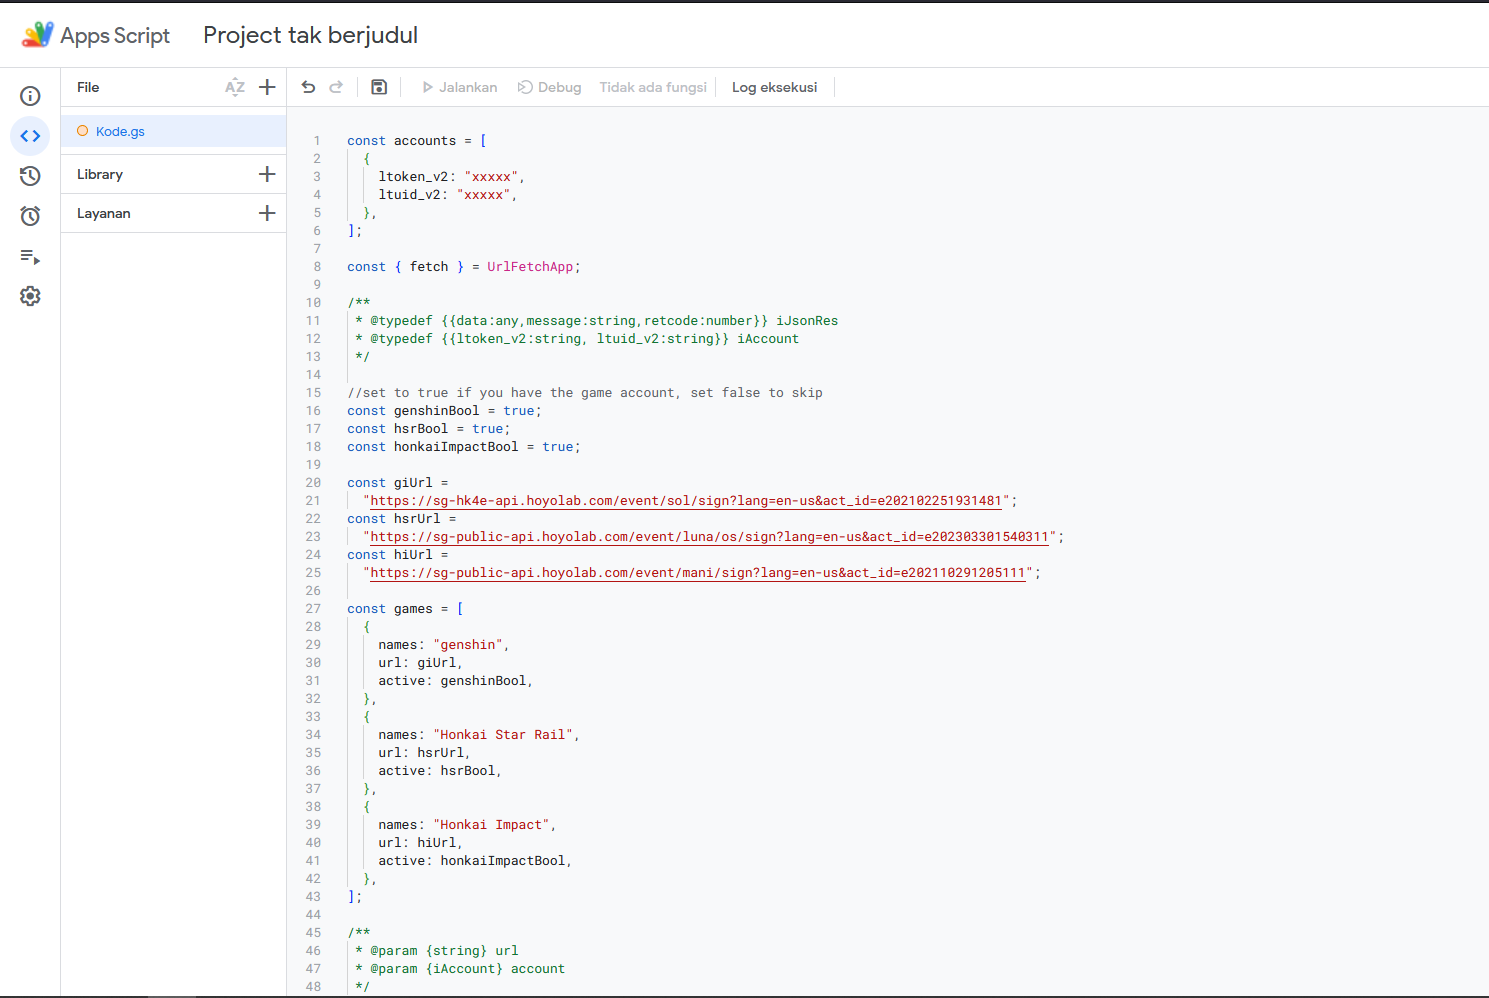 Apps Script Project tak berjudul
File AZ
Jalankan Debug Tidak ada fungsi Log eksekusi
Kode.gs
Library
Layanan
1 const accounts = [
2 {
3 ltoken_v2: "xxxxx",
4 ltuid_v2: "xxxxx",
5 },
6 ];
7
8 const { fetch } = UrlFetchApp;
9
10 /**
11 * @typedef {{data:any,message:string,retcode:number}} iJsonRes
12 * @typedef {{ltoken_v2:string, ltuid_v2:string}} iAccount
13 */
14
15 //set to true if you have the game account, set false to skip
16 const genshinBool = true;
17 const hsrBool = true;
18 const honkaiImpactBool = true;
19
20 const giUrl =
21 "https://sg-hk4e-api.hoyolab.com/event/sol/sign?lang=en-us&act_id=e202102251931481";
22 const hsrUrl =
23 "https://sg-public-api.hoyolab.com/event/luna/os/sign?lang=en-us&act_id=e202303301540311";
24 const hiUrl =
25 "https://sg-public-api.hoyolab.com/event/mani/sign?lang=en-us&act_id=e202110291205111";
26
27 const games = [
28 {
29 names: "genshin",
30 url: giUrl,
31 active: genshinBool,
32 },
33 {
34 names: "Honkai Star Rail",
35 url: hsrUrl,
36 active: hsrBool,
37 },
38 {
39 names: "Honkai Impact",
40 url: hiUrl,
41 active: honkaiImpactBool,
42 },
43 ];
44
45 /**
46 * @param {string} url
47 * @param {iAccount} account
48 */